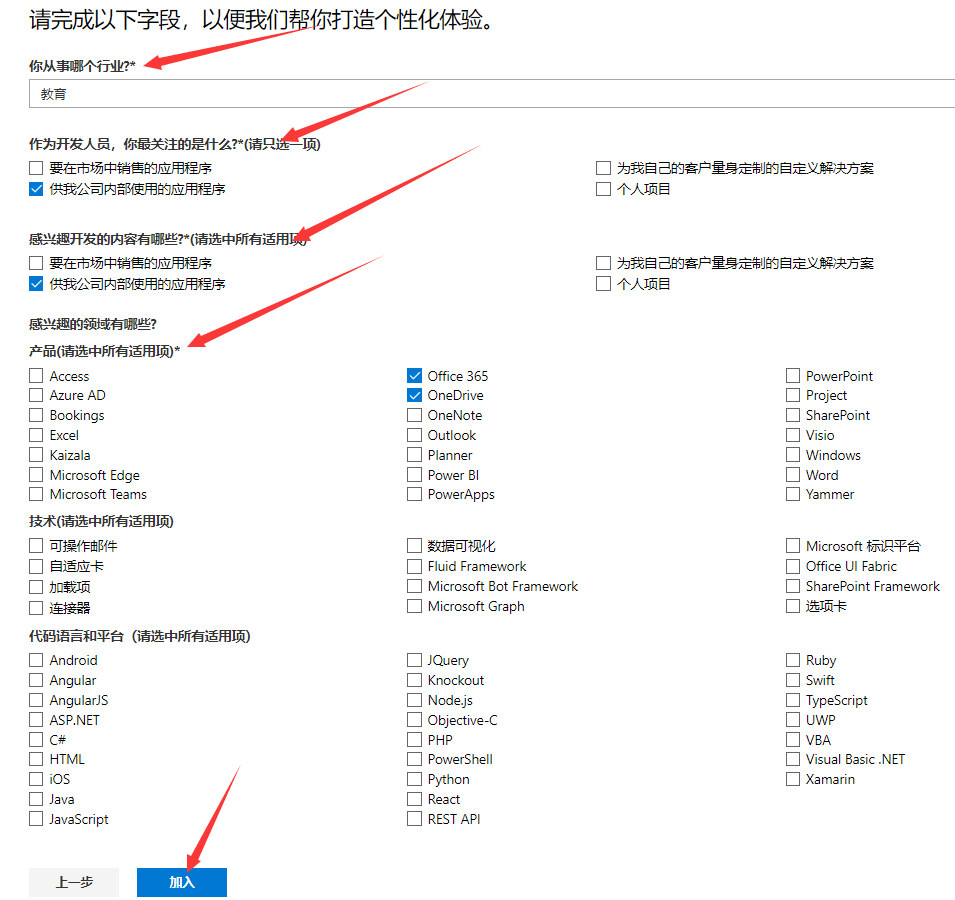 请完成以下字段，以便我们帮你打造个性化体验。
你从事哪个行业?*
教育
作为开发人员，你最关注的是什么?*(请只选一项)
要在市场中销售的应用程序
为我自己的客户量身定制的自定义解决方案
供我公司内部使用的应用程序
个人项目
感兴趣开发的内容有哪些?*(请选中所有适用项)
要在市场中销售的应用程序
为我自己的客户量身定制的自定义解决方案
供我公司内部使用的应用程序
个人项目
感兴趣的领域有哪些?
产品(请选中所有适用项)*
Access
Office 365
PowerPoint
Azure AD
OneDrive
Project
Bookings
OneNote
SharePoint
Excel
Outlook
Visio
Kaizala
Planner
Windows
Microsoft Edge
Power BI
Word
Microsoft Teams
PowerApps
Yammer
技术(请选中所有适用项)
可操作邮件
数据可视化
Microsoft 标识平台
自适应卡
Fluid Framework
Office UI Fabric
加载项
Microsoft Bot Framework
SharePoint Framework
连接器
Microsoft Graph
选项卡
代码语言和平台（请选中所有适用项)
Android
JQuery
Ruby
Angular
Knockout
Swift
AngularJS
Node.js
TypeScript
ASP.NET
Objective-C
UWP
C#
PHP
VBA
HTML
PowerShell
Visual Basic .NET
iOS
Python
Xamarin
Java
React
JavaScript
REST API
上一步
加入